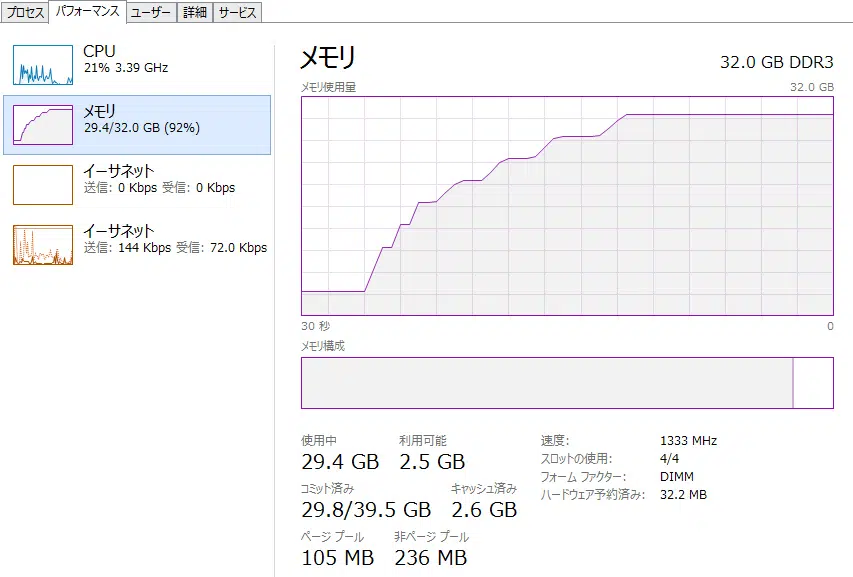 プロセス パフォーマンス ユーザー 詳細 サービス
CPU
21% 3.39 GHz
メモリ
29.4/32.0 GB (92%)
イーサネット
送信: 0 Kbps 受信: 0 Kbps
イーサネット
送信: 144 Kbps 受信: 72.0 Kbps
メモリ 32.0 GB DDR3
メモリ使用量 32.0 GB
30 秒 0
メモリ構成
使用中 利用可能
29.4 GB 2.5 GB
コミット済み キャッシュ済み
29.8/39.5 GB 2.6 GB
ページ プール 非ページ プール
105 MB 236 MB
速度: 1333 MHz
スロットの使用: 4/4
フォーム ファクター: DIMM
ハードウェア予約済み: 32.2 MB